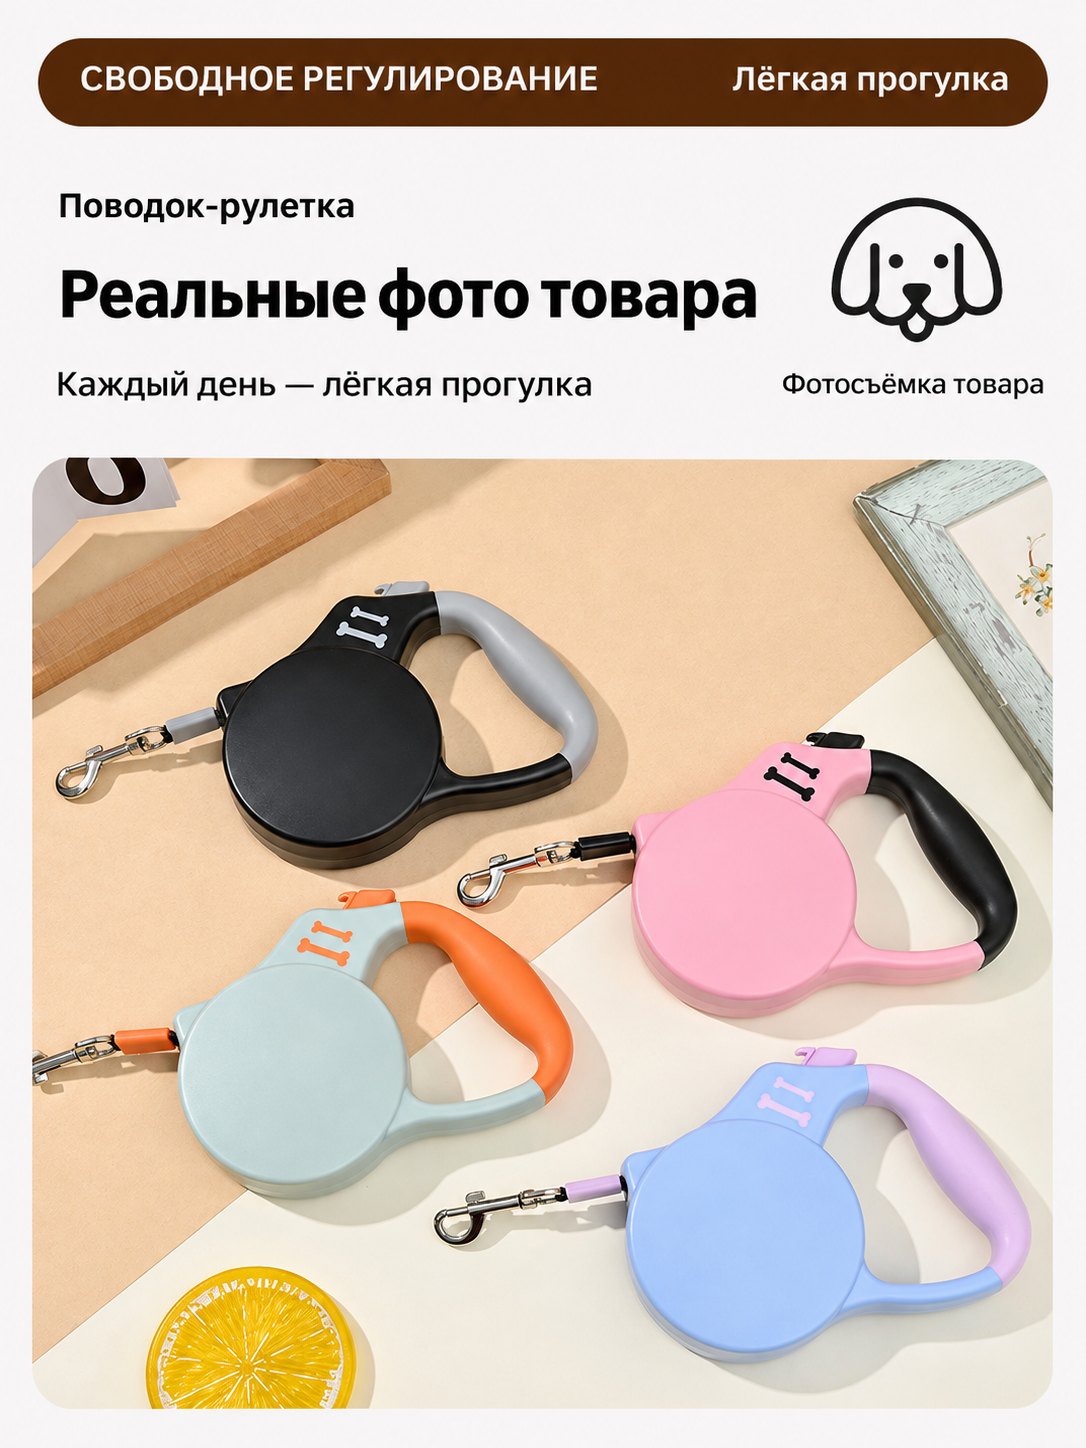 СВОБОДНОЕ РЕГУЛИРОВАНИЕ
Лёгкая прогулка
Поводок-рулетка
Реальные фото товара
Каждый день — лёгкая прогулка
Фотосъёмка товара